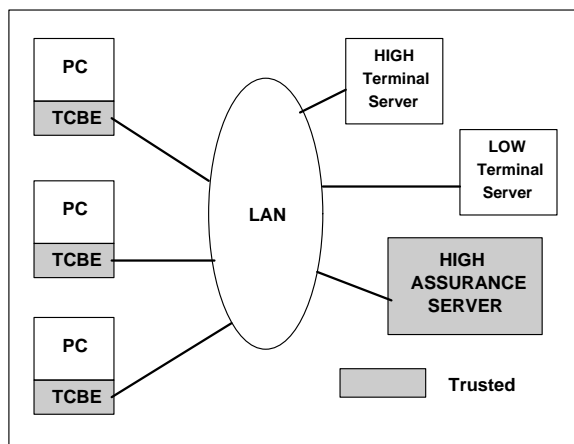 PC
TCBE
PC
TCBE
PC
TCBE
LAN
HIGH
Terminal
Server
LOW
Terminal
Server
HIGH
ASSURANCE
SERVER
Trusted